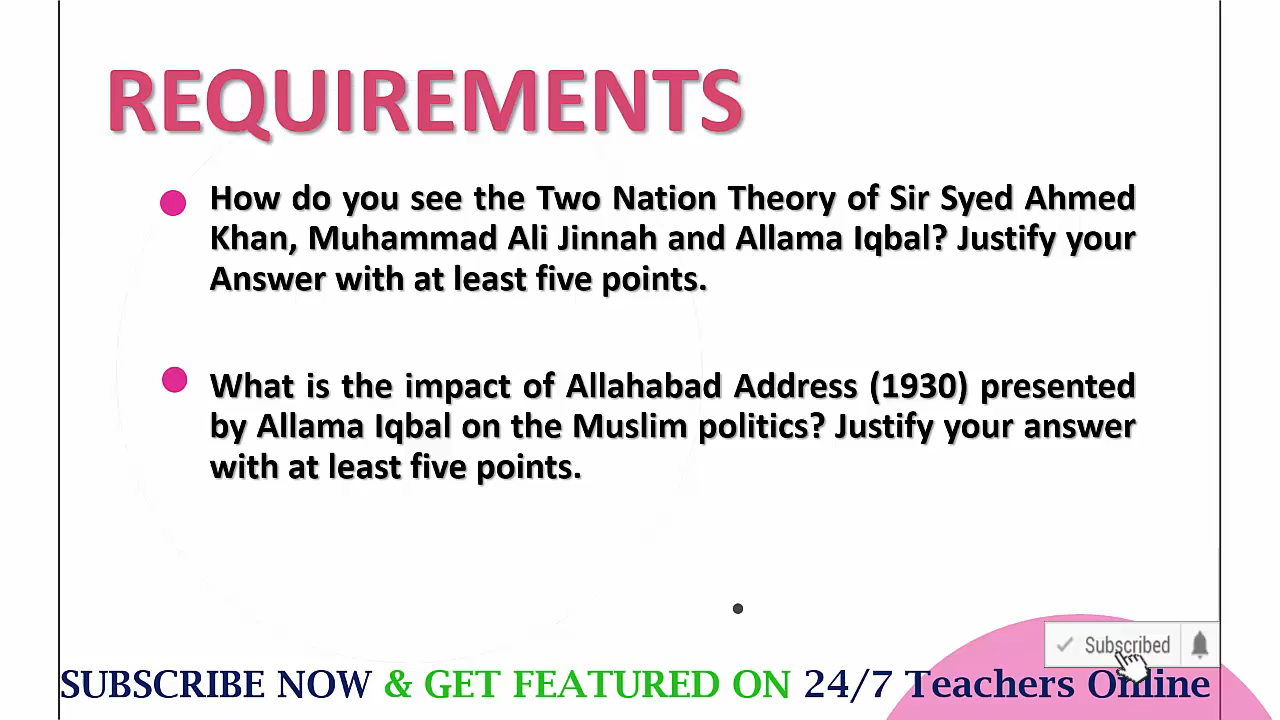 REQUIREMENTS
How do you see the Two Nation Theory of Sir Syed Ahmed
Khan, Muhammad Ali Jinnah and Allama Iqbal? Justify your
Answer with at least five points.
What is the impact of Allahabad Address (1930) presented
by Allama Iqbal on the Muslim politics? Justify your answer
with at least five points.
Subscribed
SUBSCRIBE NOW & GET FEATURED ON 24/7 Teachers Online